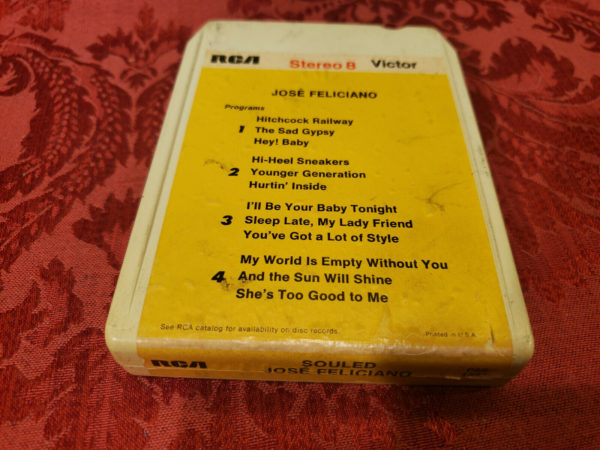 RCA Stereo 8 Victor
JOSÉ FELICIANO
Programs
Hitchcock Railway
1 The Sad Gypsy
Hey! Baby
Hi-Heel Sneakers
2 Younger Generation
Hurtin' Inside
I'll Be Your Baby Tonight
3 Sleep Late, My Lady Friend
You've Got a Lot of Style
My World Is Empty Without You
4 And the Sun Will Shine
She's Too Good to Me
See RCA catalog for availability on disc records.
Printed in U.S.A.
RCA SOULED
JOSÉ FELICIANO